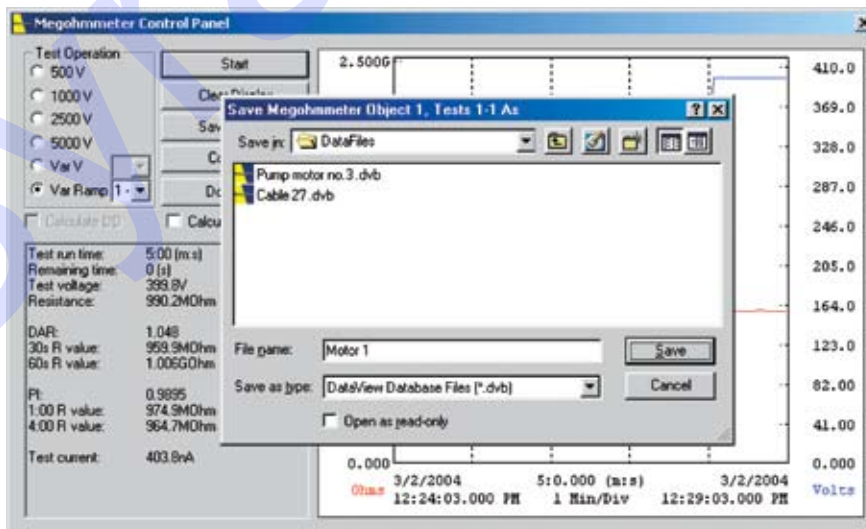 Megohmmeter Control Panel
Test Operation
500 V
1000 V
2500 V
5000 V
Var V
Var Ramp 1 -
Start
Calculate DD
Test run time: 5:00 (m:s)
Remaining time: 0 (s)
Test voltage: 399.8V
Resistance: 990.2MOhm
DAR: 1.048
30s R value: 959.9MOhm
60s R value: 1.006GOhm
PI: 0.9895
1:00 R value: 974.9MOhm
4:00 R value: 964.7MOhm
Test current: 403.8nA
Save Megohmmeter Object 1, Tests 1-1 As
Save in: DataFiles
Pump motor no.3.dvb
Cable 27.dvb
File name: Motor 1
Save
Save as type: DataView Database Files (*.dvb)
Cancel
Open as read-only
2.500G
0.000
410.0
369.0
328.0
287.0
246.0
205.0
164.0
123.0
82.00
41.00
0.000
Ohms
3/2/2004 5:0.000 (m:s) 3/2/2004
12:24:03.000 PM 1 Min/Div 12:29:03.000 PM
Volts